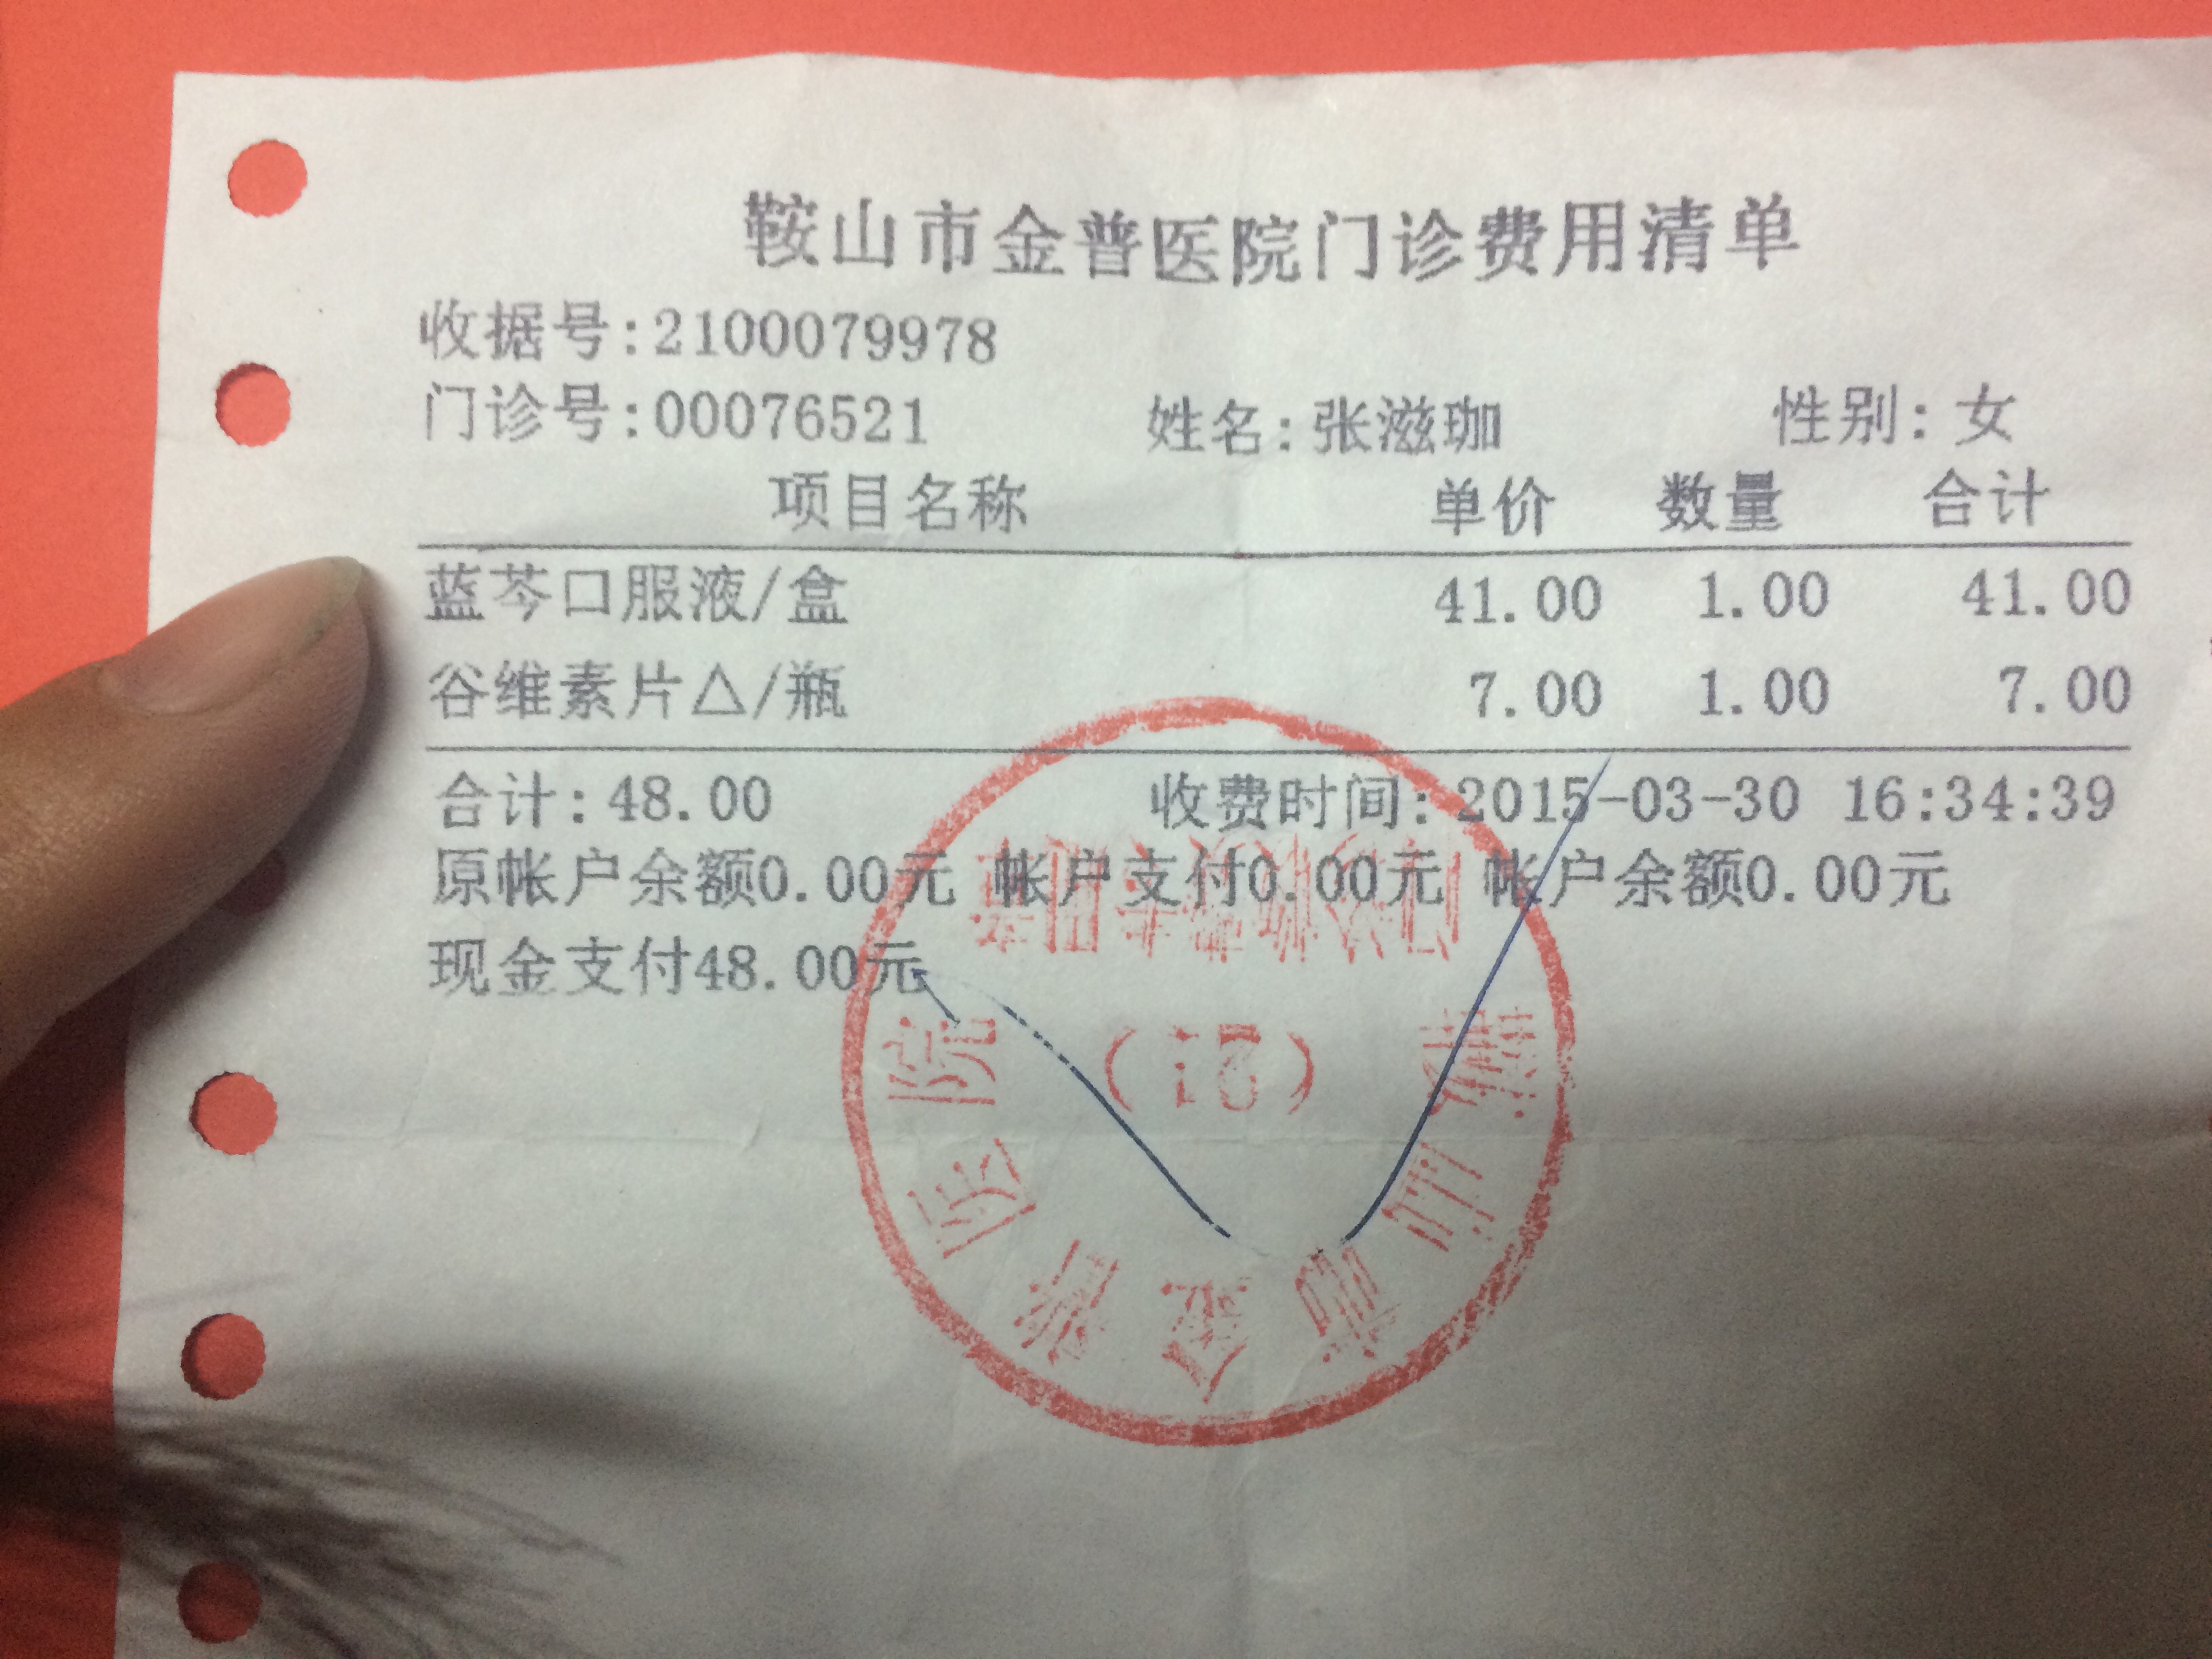 鞍山市金普医院门诊费用清单
收据号:2100079978
门诊号:00076521 姓名:张滋珈 性别:女
项目名称 单价 数量 合计
蓝芩口服液/盒 41.00 1.00 41.00
谷维素片△/瓶 7.00 1.00 7.00
合计:48.00 收费时间:2015-03-30 16:34:39
原帐户余额0.00元 帐户支付0.00元 帐户余额0.00元
现金支付48.00元
鞍山市金普医院